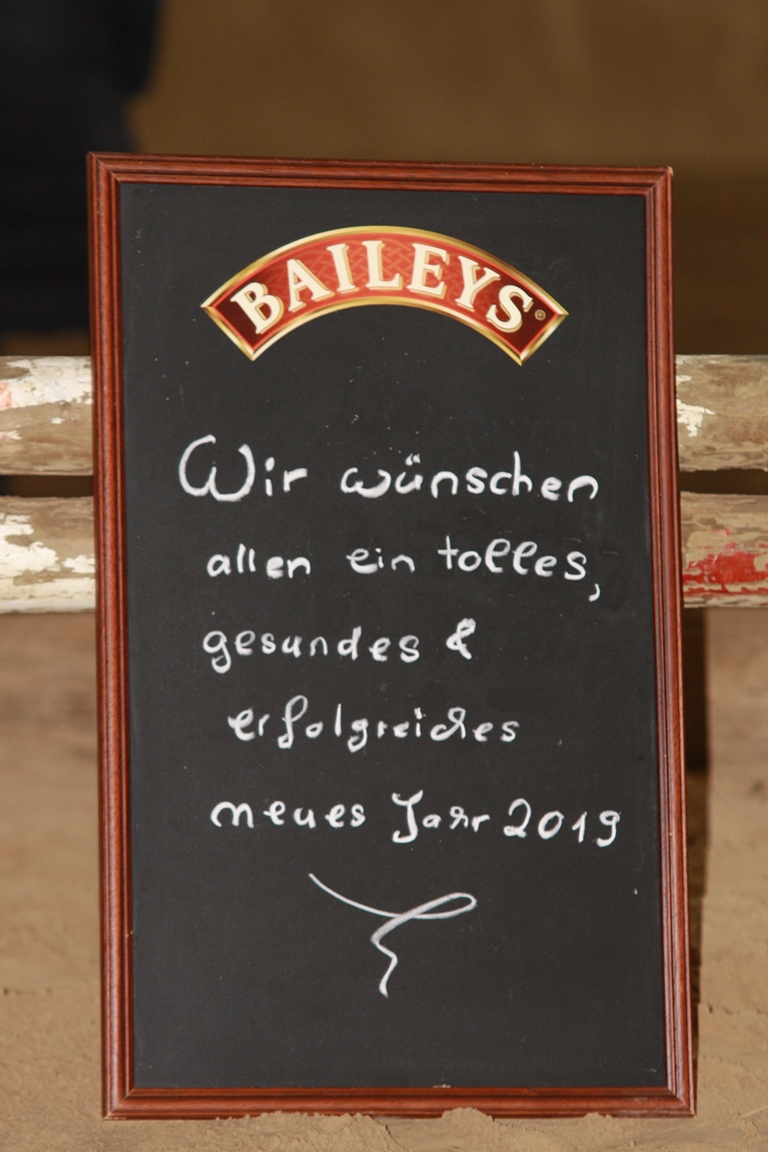 BAILEYS®
Wir wünschen
allen ein tolles,
gesundes &
erfolgreiches
neues Jahr 2019